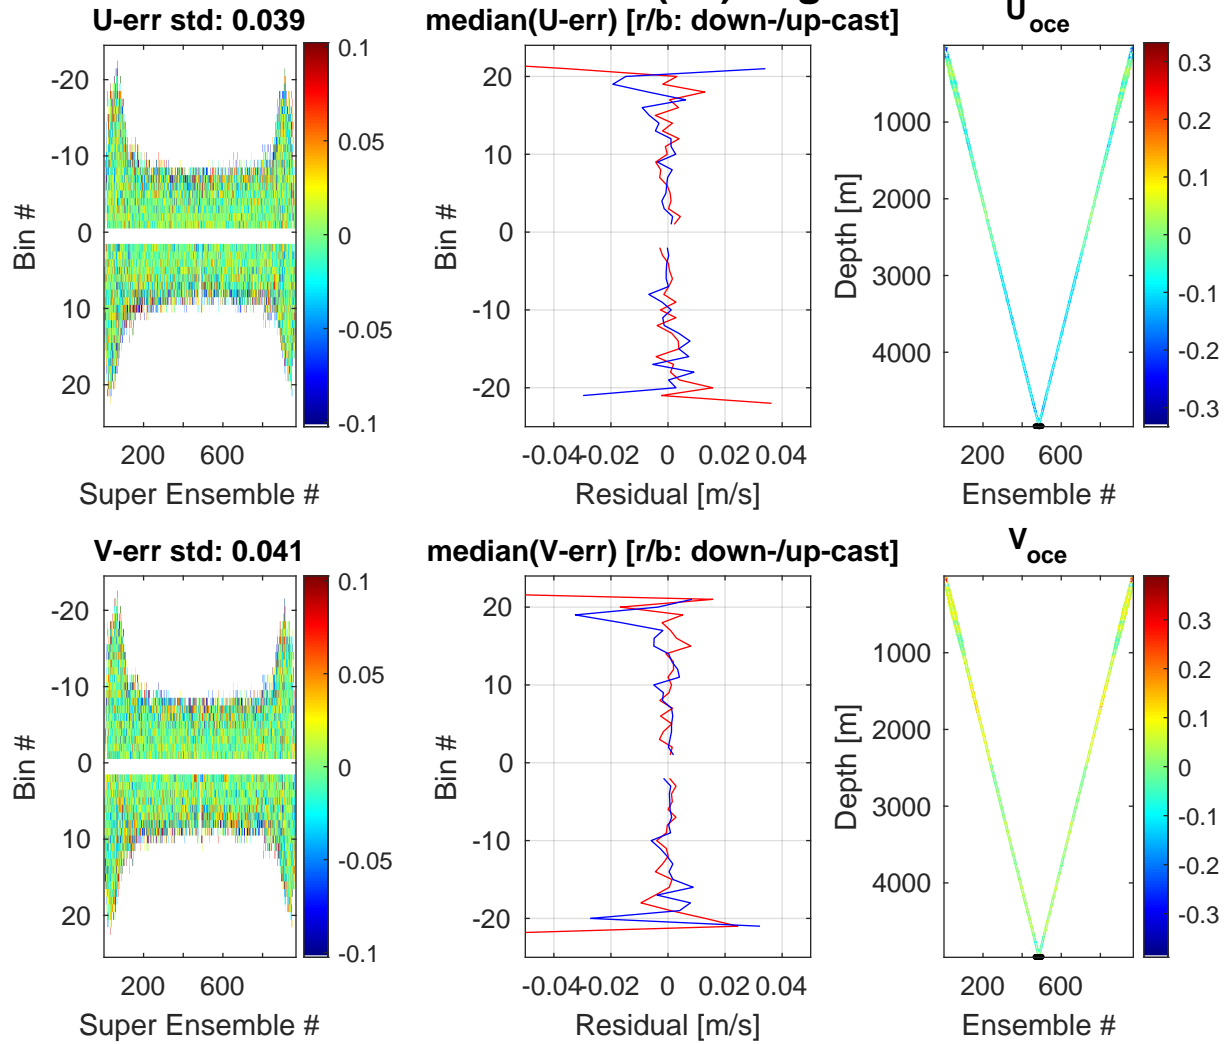 U-err std: 0.039
-20
-10
0
10
20
200 600
Super Ensemble #
Bin #
0.1
0.05
0
-0.05
-0.1
median(U-err) [r/b: down-/up-cast]
20
10
0
-10
-20
-0.04 -0.02 0 0.02 0.04
Residual [m/s]
Bin #
U oce
1000
2000
3000
4000
200 600
Ensemble #
Depth [m]
0.3
0.2
0.1
0
-0.1
-0.2
-0.3
V-err std: 0.041
-20
-10
0
10
20
200 600
Super Ensemble #
Bin #
0.1
0.05
0
-0.05
-0.1
median(V-err) [r/b: down-/up-cast]
20
10
0
-10
-20
-0.04 -0.02 0 0.02 0.04
Residual [m/s]
Bin #
V oce
1000
2000
3000
4000
200 600
Ensemble #
Depth [m]
0.3
0.2
0.1
0
-0.1
-0.2
-0.3